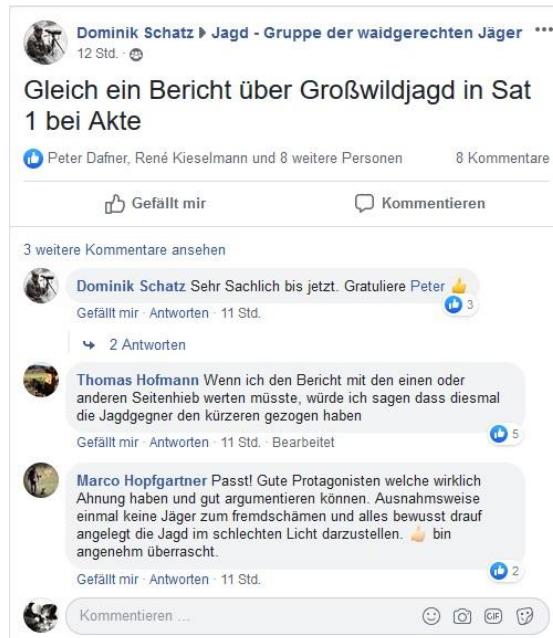 Dominik Schatz ▸ Jagd - Gruppe der waidgerechten Jäger ...
12 Std. ·
Gleich ein Bericht über Großwildjagd in Sat
1 bei Akte
Peter Dafner, René Kieselmann und 8 weitere Personen 8 Kommentare
Gefällt mir Kommentieren
3 weitere Kommentare ansehen
Dominik Schatz Sehr Sachlich bis jetzt. Gratuliere Peter 👍
3
Gefällt mir · Antworten · 11 Std.
2 Antworten
Thomas Hofmann Wenn ich den Bericht mit den einen oder
anderen Seitenhieb werten müsste, würde ich sagen dass diesmal
die Jagdgegner den kürzeren gezogen haben
5
Gefällt mir · Antworten · 11 Std. · Bearbeitet
Marco Hopfgartner Passt! Gute Protagonisten welche wirklich
Ahnung haben und gut argumentieren können. Ausnahmsweise
einmal keine Jäger zum fremdschämen und alles bewusst drauf
angelegt die Jagd im schlechten Licht darzustellen. 👍🏻 bin
angenehm überrascht.
2
Gefällt mir · Antworten · 11 Std.
Kommentieren ... GIF